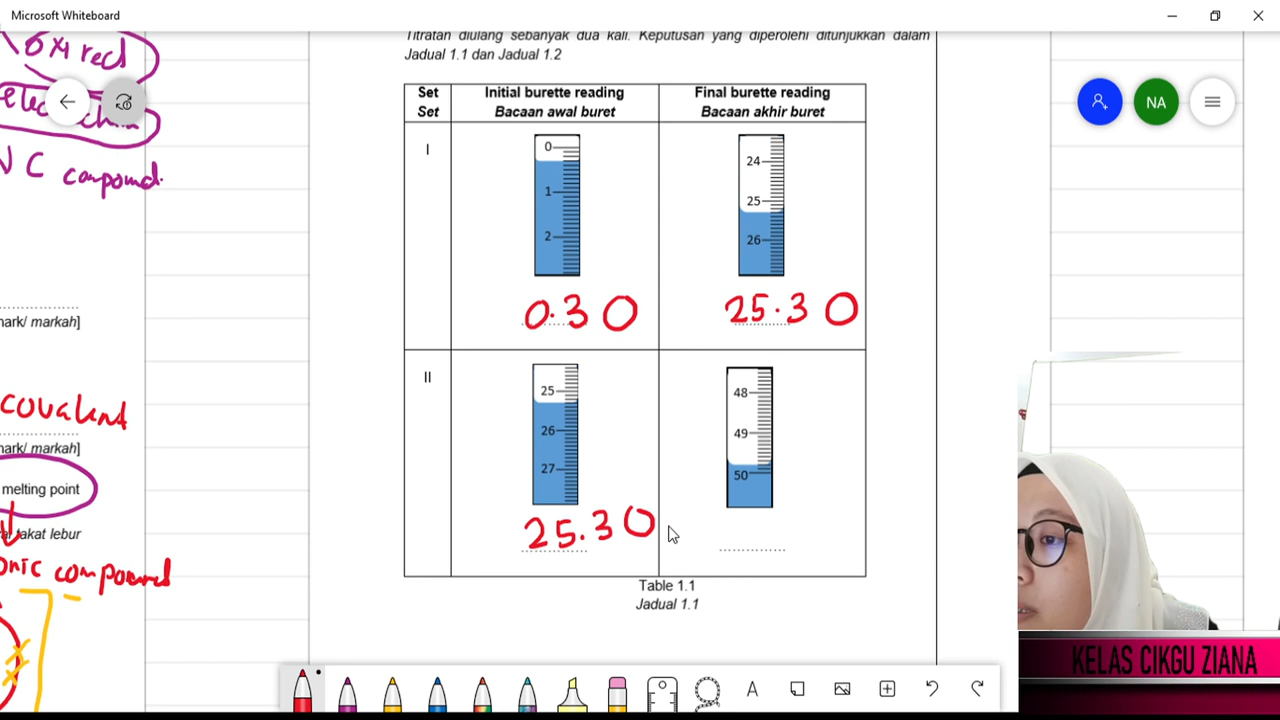 Microsoft Whiteboard
Titratan diulang sebanyak dua kali. Keputusan yang diperolehi ditunjukkan dalam
Jadual 1.1 dan Jadual 1.2
Set
Set
Initial burette reading
Bacaan awal buret
Final burette reading
Bacaan akhir buret
I
0
1
2
0.30
24
25
26
25.30
II
25
26
27
25.30
48
49
50
Table 1.1
Jadual 1.1
compound
mark/ markah]
covalent
mark/ markah]
melting point
takat lebur
compound
NA
KELAS CIKGU ZIANA
A